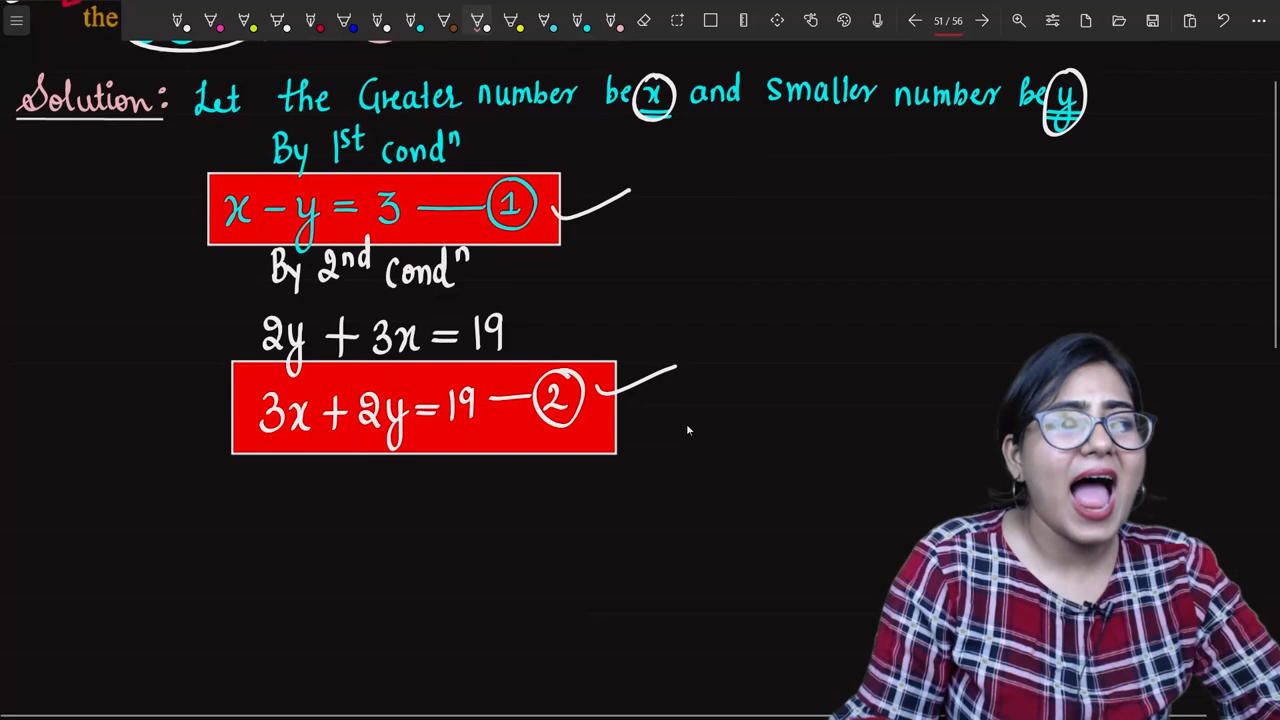 the
51 / 56
Solution: Let the Greater number be x and smaller number be y
By 1st condⁿ
x - y = 3 — 1
By 2nd condⁿ
2y + 3x = 19
3x + 2y = 19 — 2